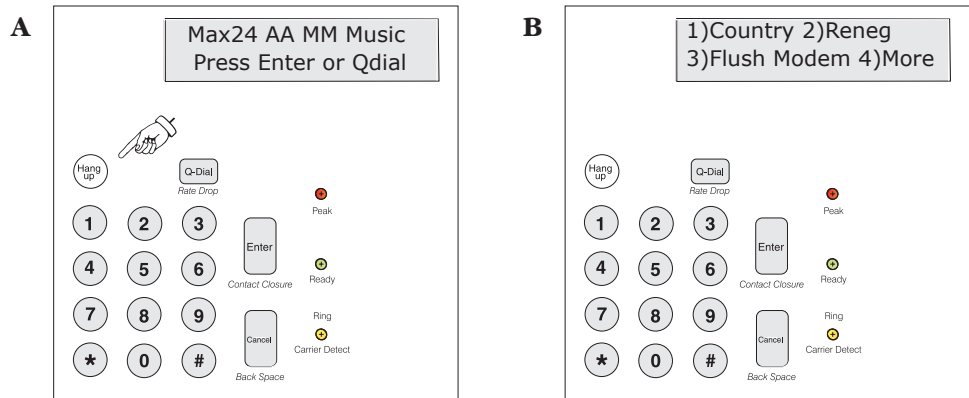 A
Max24 AA MM Music
Press Enter or Qdial
Hang
up
Q-Dial
Rate Drop
Peak
1
2
3
Enter
4
5
6
Contact Closure
Ready
7
8
9
Ring
Cancel
Carrier Detect
*
0
#
Back Space
B
1)Country 2)Reneg
3)Flush Modem 4)More
Hang
up
Q-Dial
Rate Drop
Peak
1
2
3
Enter
4
5
6
Contact Closure
Ready
7
8
9
Ring
Cancel
Carrier Detect
*
0
#
Back Space